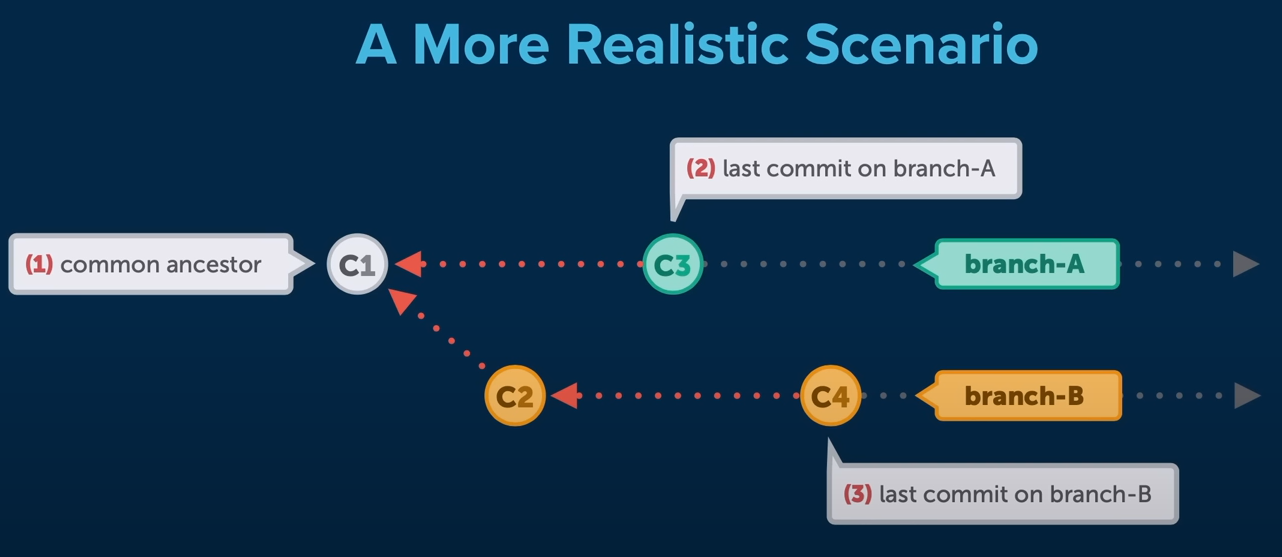 A More Realistic Scenario
(2) last commit on branch-A
(1) common ancestor
C1
C3
branch-A
C2
C4
branch-B
(3) last commit on branch-B